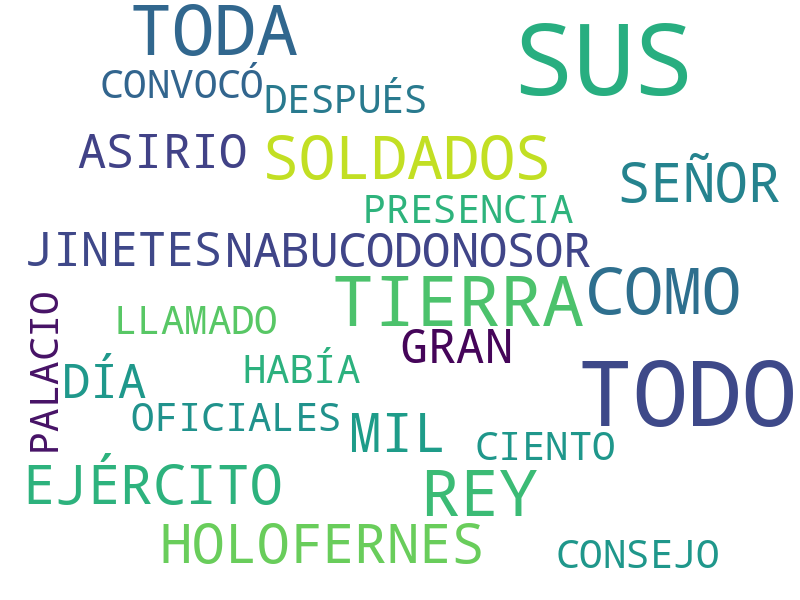 TODA
SUS
CONVOCÓ
DESPUÉS
ASIRIO
SOLDADOS
SEÑOR
PRESENCIA
JINETES
NABUCODONOSOR
TIERRA
COMO
PALACIO
LLAMADO
GRAN
HABÍA
DÍA
TODO
OFICIALES
MIL
CIENTO
EJÉRCITO
REY
HOLOFERNES
CONSEJO